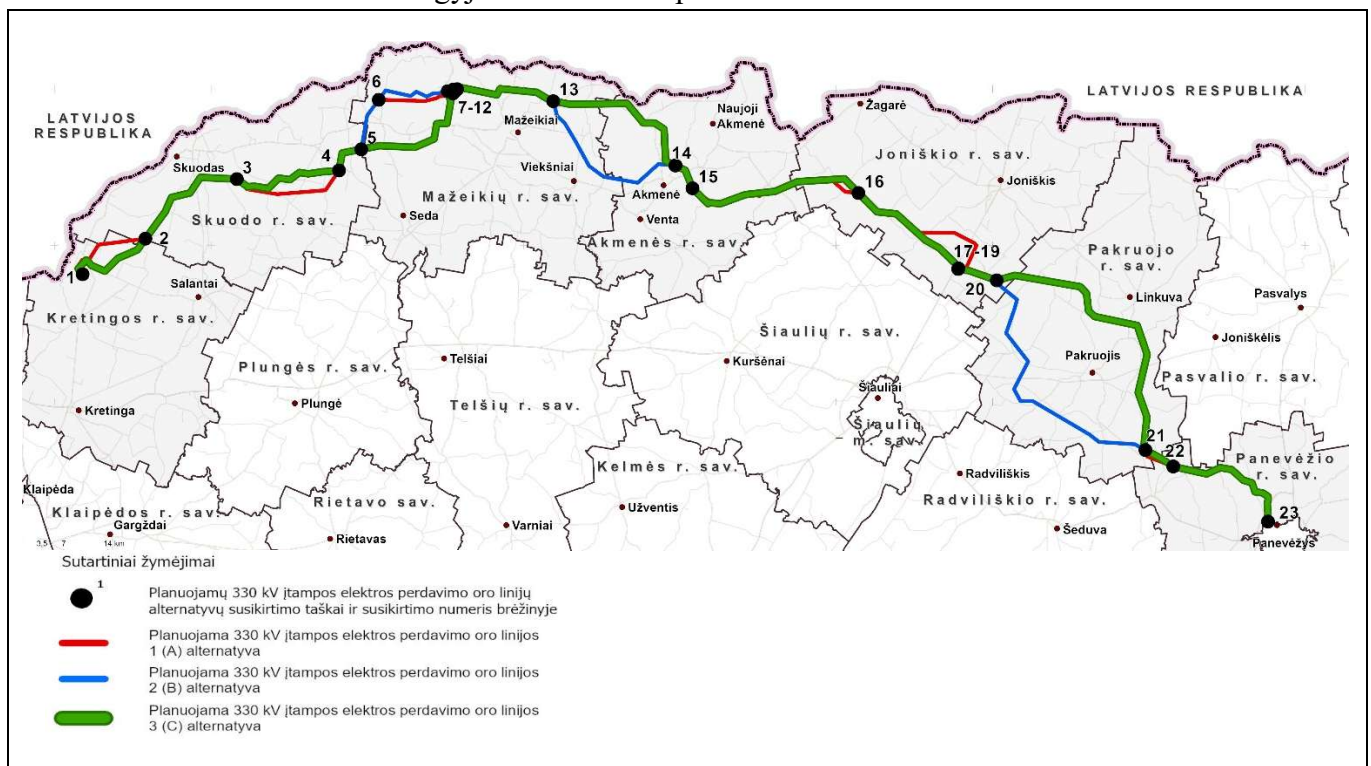 LATVIJOS
RESPUBLIKA
LATVIJOS RESPUBLIKA
6
7-12
13
Mažeikiai
Naujoji
Akmenė
Žagarė
Joniškio r. sav.
Joniškis
Skuodas
3
4
5
Viekšniai
14
15
Akmenė
16
Skuodo r. sav.
Mažeikių r. sav.
Seda
Venta
Akmenės r. sav.
2
1
Salantai
Kretingos r. sav.
17-19
20
Pakruojo
r. sav.
Linkuva
Pasvalys
Joniškėlis
Pasvalio r. sav.
Plungės r. sav.
Telšiai
Šiaulių r. sav.
Kuršėnai
Pakruojis
Plungė
Telšių r. sav.
Šiauliai
Šiaulių
m. sav.
Kretinga
21
22
Panevėžio
r. sav.
Kelmės r. sav.
Radviliškis
Radviliškio r. sav.
Klaipėda
Klaipėdos r. sav.
Gargždai
Rietavo sav.
Rietavas
Varniai
Užventis
Šeduva
23
Panevėžys
3,5 7 14 km
Sutartiniai žymėjimai
1
Planuojamų 330 kV įtampos elektros perdavimo oro linijų
alternatyvų susikirtimo taškai ir susikirtimo numeris brėžinyje
Planuojama 330 kV įtampos elektros perdavimo oro linijos
1 (A) alternatyva
Planuojama 330 kV įtampos elektros perdavimo oro linijos
2 (B) alternatyva
Planuojama 330 kV įtampos elektros perdavimo oro linijos
3 (C) alternatyva